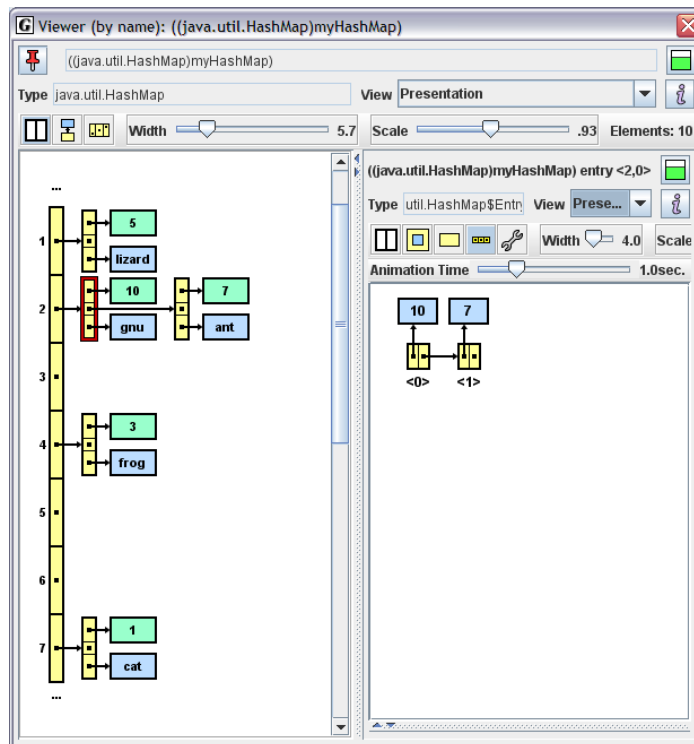 G Viewer (by name): ((java.util.HashMap)myHashMap)
((java.util.HashMap)myHashMap)
Type java.util.HashMap View Presentation i
Width 5.7 Scale .93 Elements: 10
...
1 5
lizard
2 10 7
gnu ant
3
4 3
frog
5
6
7 1
cat
...
((java.util.HashMap)myHashMap) entry <2,0>
Type util.HashMap$Entry View Prese... i
Width 4.0 Scale
Animation Time 1.0sec.
10 7
<0> <1>